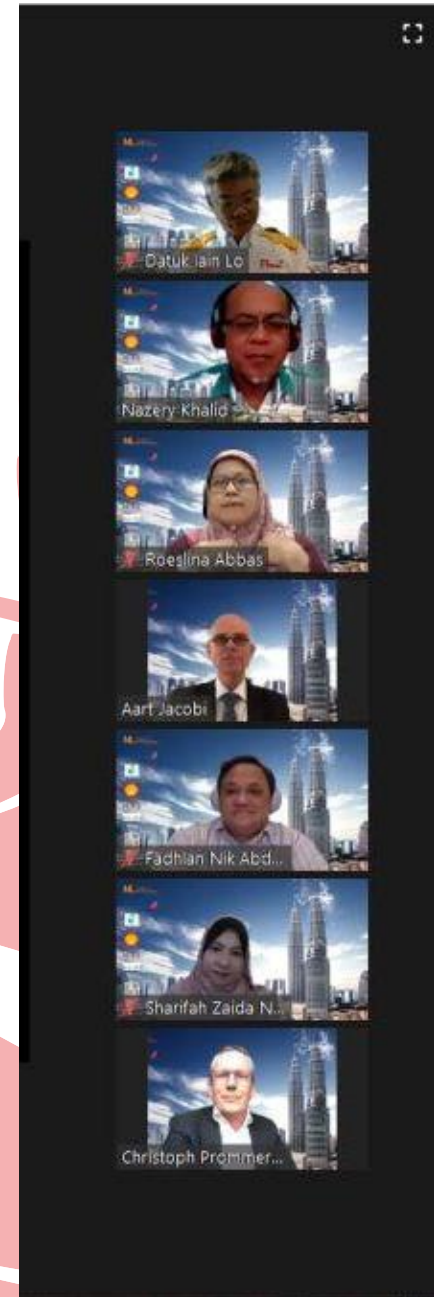 Datuk Iain Lo
Nazery Khalid
Roeslina Abbas
Aart Jacobi
Fadhlan Nik Abd...
Sharifah Zaida N...
Christoph Prommer...